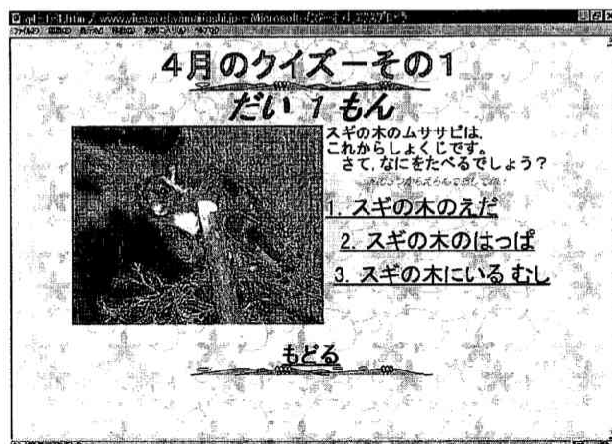 ４月のクイズーその１
だい 1 もん
スギの木のムササビは、
これからしょくじです。
さて、なにをたべるでしょう？
1. スギの木のえだ
2. スギの木のはっぱ
3. スギの木にいる むし
もどる